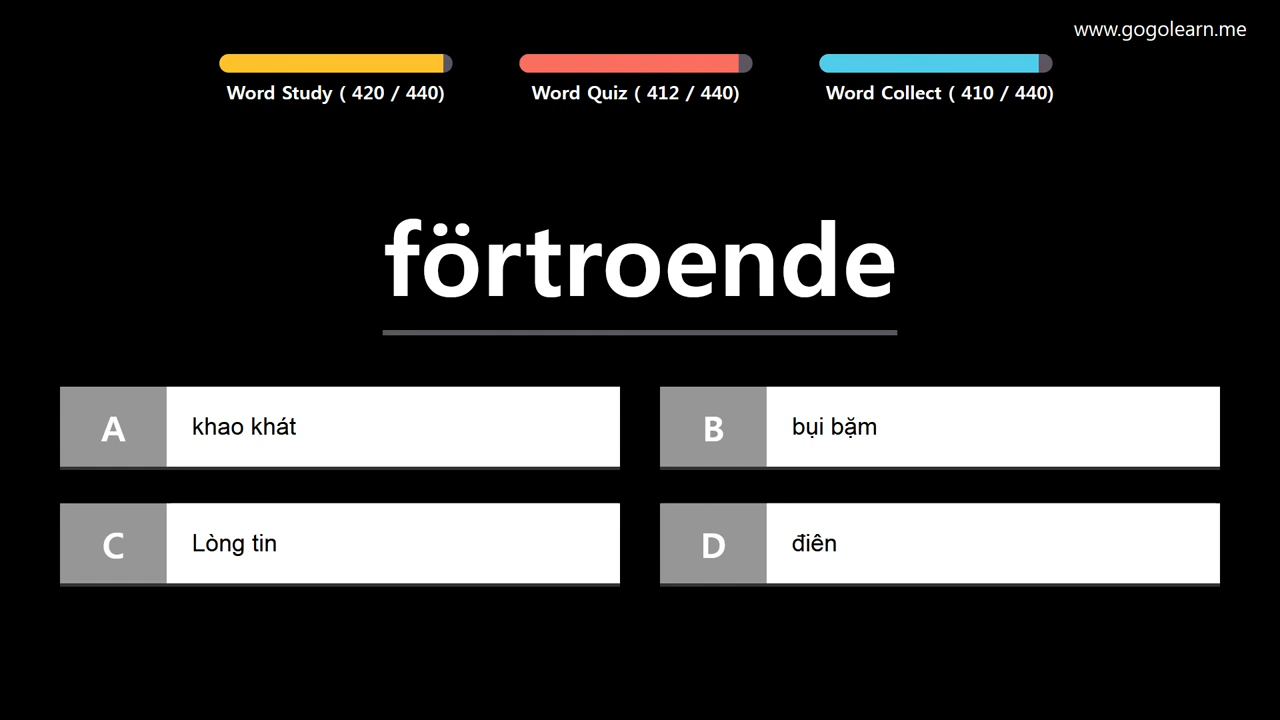 www.gogolearn.me
Word Study ( 420 / 440)
Word Quiz ( 412 / 440)
Word Collect ( 410 / 440)
förtroende
A khao khát
B bụi bặm
C Lòng tin
D điên